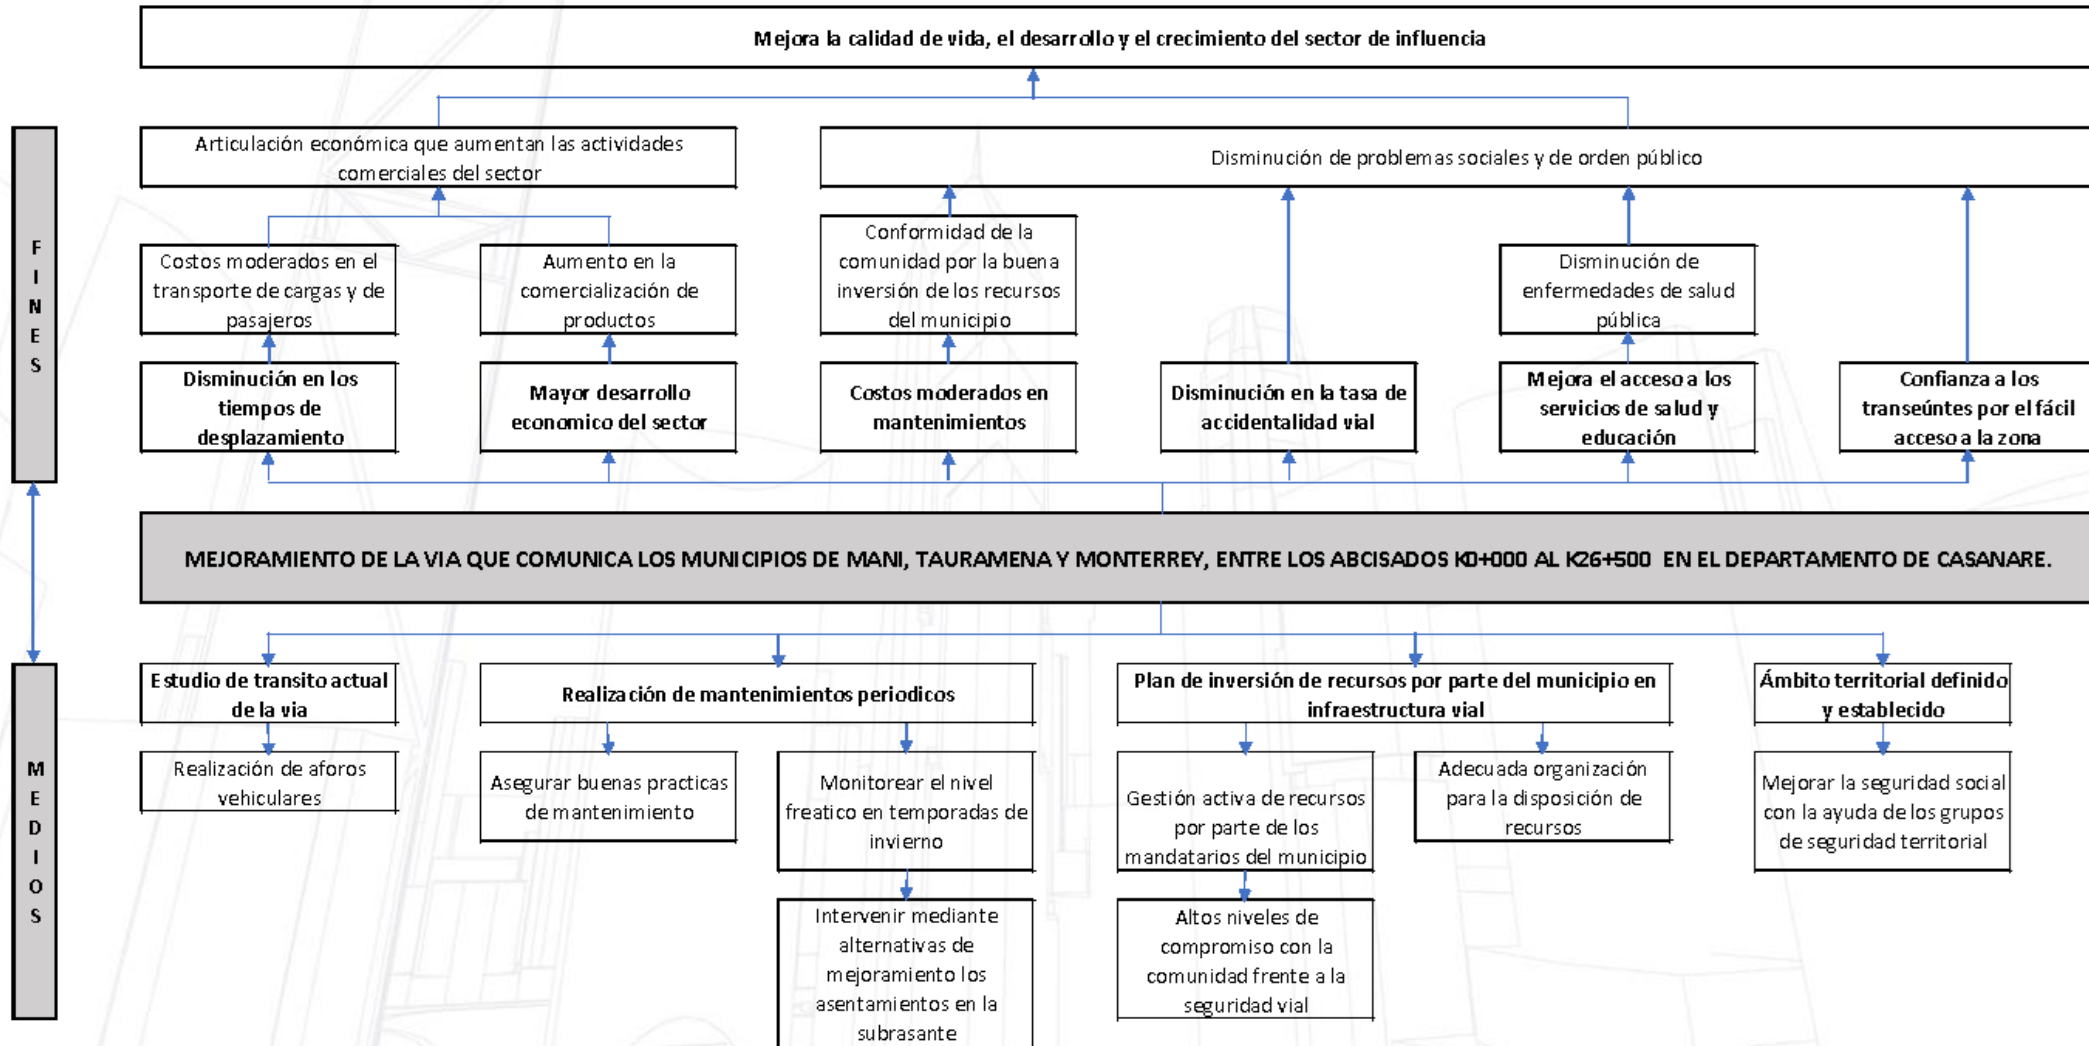 Mejora la calidad de vida, el desarrollo y el crecimiento del sector de influencia
FINES
Articulación económica que aumentan las actividades
comerciales del sector
Disminución de problemas sociales y de orden público
Costos moderados en el
transporte de cargas y de
pasajeros
Aumento en la
comercialización de
productos
Conformidad de la
comunidad por la buena
inversión de los recursos
del municipio
Disminución de
enfermedades de salud
pública
Disminución en los
tiempos de
desplazamiento
Mayor desarrollo
economico del sector
Costos moderados en
mantenimientos
Disminución en la tasa de
accidentalidad vial
Mejora el acceso a los
servicios de salud y
educación
Confianza a los
transeúntes por el fácil
acceso a la zona
MEJORAMIENTO DE LA VIA QUE COMUNICA LOS MUNICIPIOS DE MANI, TAURAMENA Y MONTERREY, ENTRE LOS ABCISADOS K0+000 AL K26+500 EN EL DEPARTAMENTO DE CASANARE.
MEDIOS
Estudio de transito actual
de la via
Realización de mantenimientos periodicos
Plan de inversión de recursos por parte del municipio en
infraestructura vial
Ámbito territorial definido
y establecido
Realización de aforos
vehiculares
Asegurar buenas practicas
de mantenimiento
Monitorear el nivel
freatico en temporadas de
invierno
Gestión activa de recursos
por parte de los
mandatarios del municipio
Adecuada organización
para la disposición de
recursos
Mejorar la seguridad social
con la ayuda de los grupos
de seguridad territorial
Intervenir mediante
alternativas de
mejoramiento los
asentamientos en la
subrasante
Altos niveles de
compromiso con la
comunidad frente a la
seguridad vial